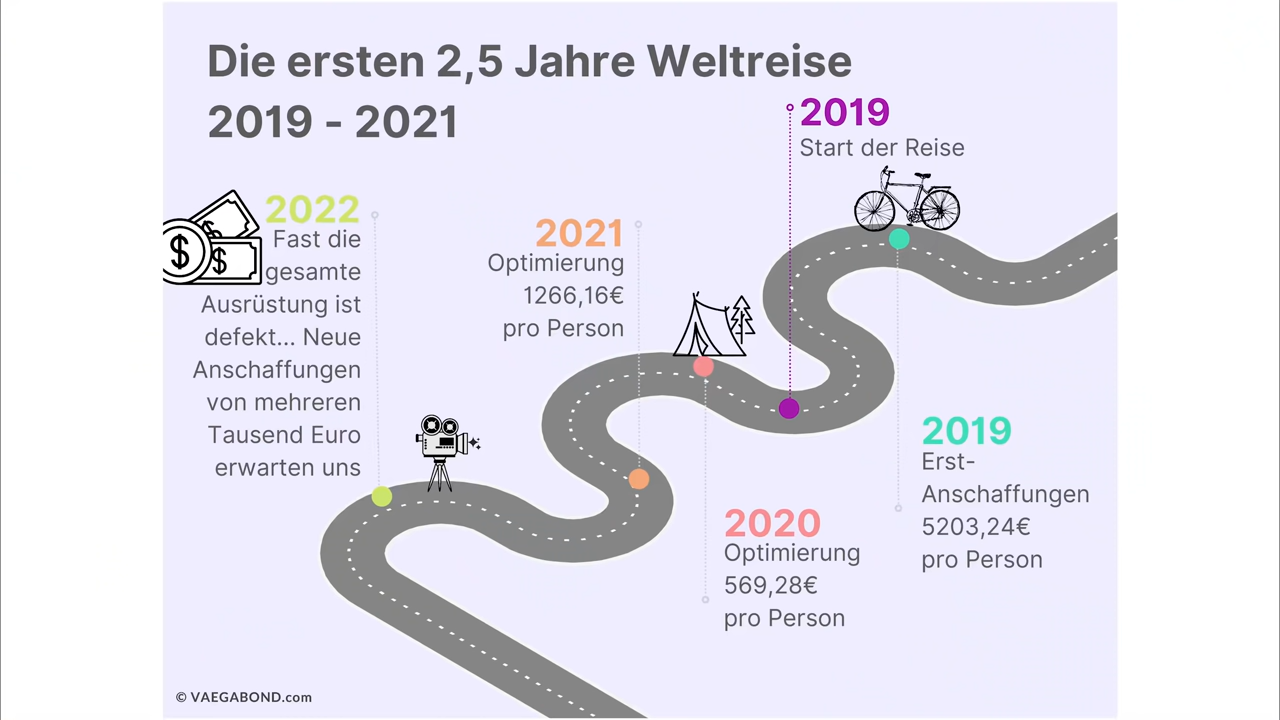 Die ersten 2,5 Jahre Weltreise
2019 - 2021
2019
Start der Reise
2022
Fast die
gesamte
Ausrüstung ist
defekt... Neue
Anschaffungen
von mehreren
Tausend Euro
erwarten uns
2021
Optimierung
1266,16€
pro Person
2019
Erst-
Anschaffungen
5203,24€
pro Person
2020
Optimierung
569,28€
pro Person
© VAEGABOND.com